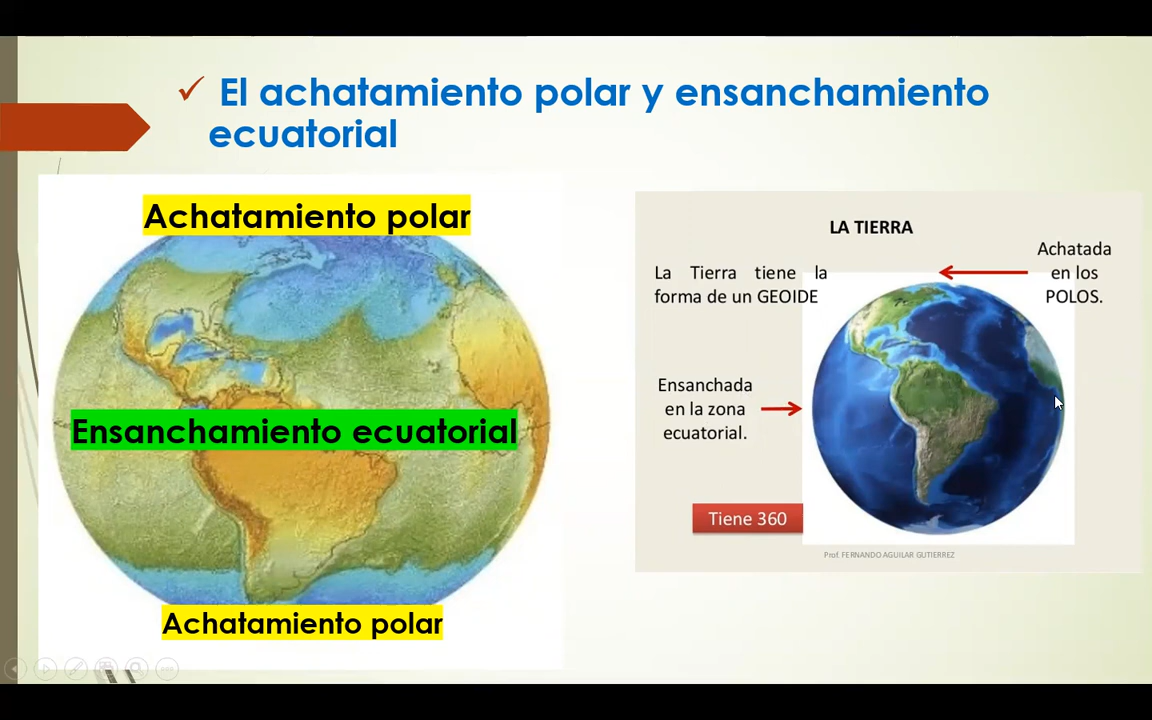 El achatamiento polar y ensanchamiento
ecuatorial
Achatamiento polar
Ensanchamiento ecuatorial
Achatamiento polar
LA TIERRA
La Tierra tiene la
forma de un GEOIDE
Achatada
en los
POLOS.
Ensanchada
en la zona
ecuatorial.
Tiene 360
Prof. FERNANDO AGUILAR GUTIERREZ